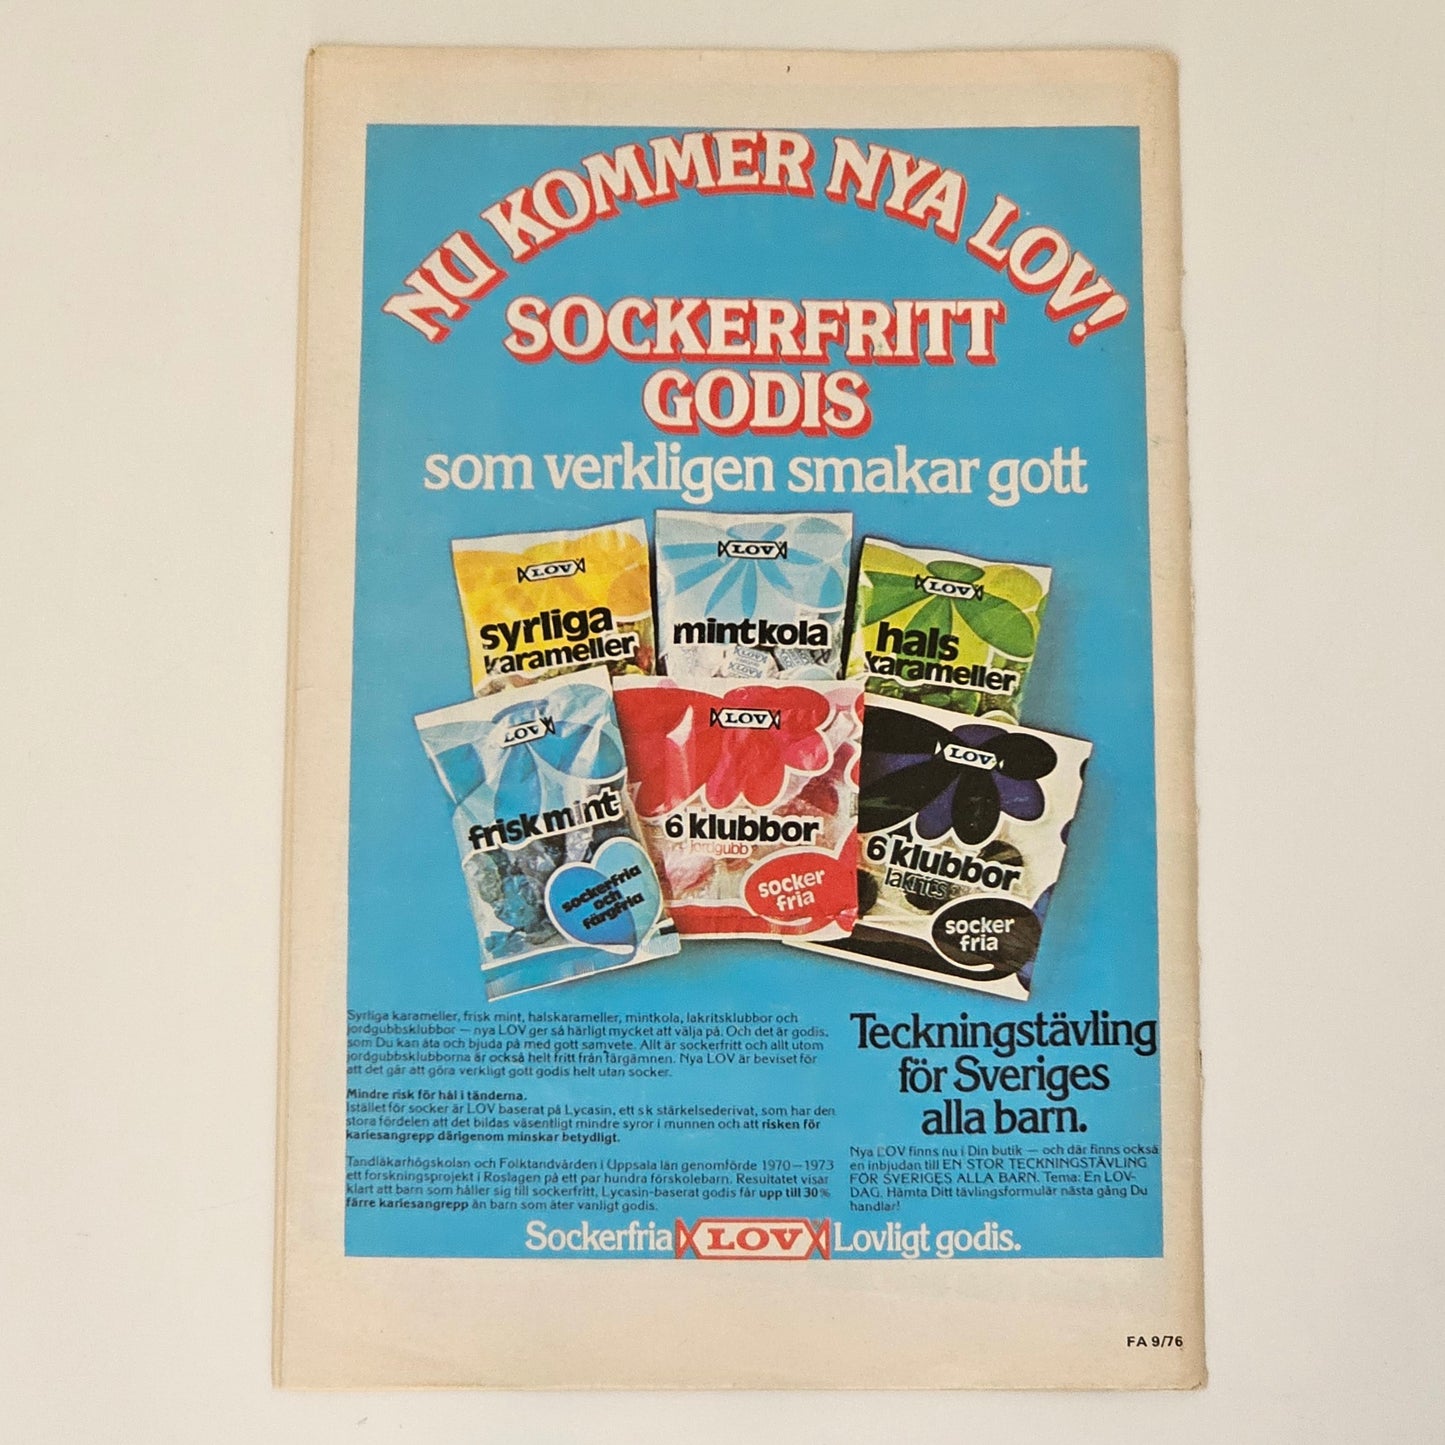 NU KOMMER NYA LOV!
SOCKERFRITT
GODIS
som verkligen smakar gott
LOV
syrliga
karameller
LOV
mintkola
LOV
hals
karameller
LOV
frisk mint
sockerfria
och
färgfria
LOV
6 klubbor
jordgubb
socker
fria
LOV
6 klubbor
lakrits
socker
fria
Syrliga karameller, frisk mint, halskarameller, mintkola, lakritsklubbor och
jordgubbsklubbor — nya LOV ger så härligt mycket att välja på. Och det är godis,
som Du kan äta och bjuda på med gott samvete. Allt är sockerfritt och allt utom
jordgubbsklubborna är också helt fritt från färgämnen. Nya LOV är beviset för
att det går att göra verkligt gott godis helt utan socker.
Mindre risk för hål i tänderna.
Istället för socker är LOV baserat på Lycasin, ett s k stärkelsederivat, som har den
stora fördelen att det bildas väsentligt mindre syror i munnen och att risken för
kariesangrepp därigenom minskar betydligt.
Tandläkarhögskolan och Folktandvården i Uppsala län genomförde 1970—1973
ett forskningsprojekt i Roslagen på ett par hundra förskolebarn. Resultatet visar
klart att barn som håller sig till sockerfritt, Lycasin-baserat godis får upp till 30%
färre kariesangrepp än barn som äter vanligt godis.
Teckningstävling
för Sveriges
alla barn.
Nya LOV finns nu i Din butik — och där finns också
en inbjudan till EN STOR TECKNINGSTÄVLING
FÖR SVERIGES ALLA BARN. Tema: En LOV-
DAG. Hämta Ditt tävlingsformulär nästa gång Du
handlar!
Sockerfria LOV Lovligt godis.
FA 9/76